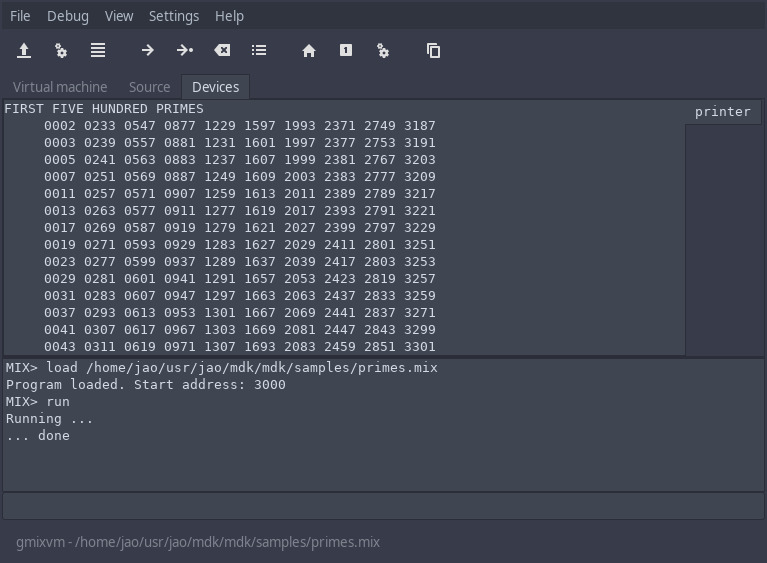 File Debug View Settings Help
1
Virtual machine Source Devices
FIRST FIVE HUNDRED PRIMES
printer
0002 0233 0547 0877 1229 1597 1993 2371 2749 3187
0003 0239 0557 0881 1231 1601 1997 2377 2753 3191
0005 0241 0563 0883 1237 1607 1999 2381 2767 3203
0007 0251 0569 0887 1249 1609 2003 2383 2777 3209
0011 0257 0571 0907 1259 1613 2011 2389 2789 3217
0013 0263 0577 0911 1277 1619 2017 2393 2791 3221
0017 0269 0587 0919 1279 1621 2027 2399 2797 3229
0019 0271 0593 0929 1283 1627 2029 2411 2801 3251
0023 0277 0599 0937 1289 1637 2039 2417 2803 3253
0029 0281 0601 0941 1291 1657 2053 2423 2819 3257
0031 0283 0607 0947 1297 1663 2063 2437 2833 3259
0037 0293 0613 0953 1301 1667 2069 2441 2837 3271
0041 0307 0617 0967 1303 1669 2081 2447 2843 3299
0043 0311 0619 0971 1307 1693 2083 2459 2851 3301
MIX> load /home/jao/usr/jao/mdk/mdk/samples/primes.mix
Program loaded. Start address: 3000
MIX> run
Running ...
... done
gmixvm - /home/jao/usr/jao/mdk/mdk/samples/primes.mix